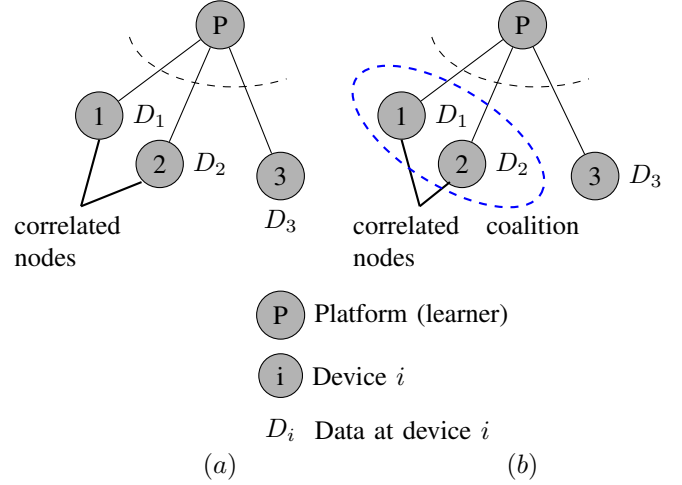 P
1
D₁
2
D₂
3
D₃
correlated
nodes
P
1
D₁
2
D₂
3
D₃
correlated
nodes
coalition
P Platform (learner)
i Device i
Dᵢ Data at device i
(a)
(b)